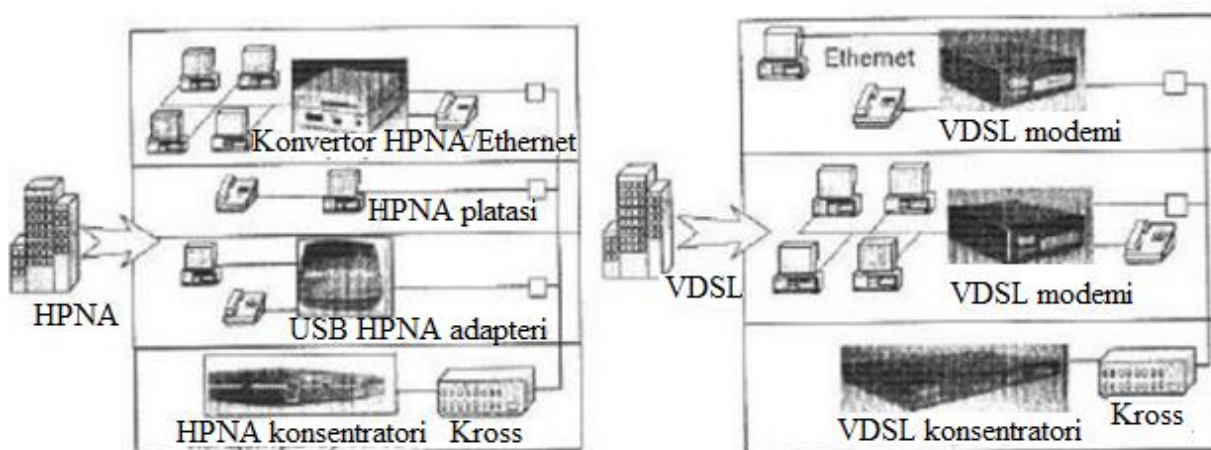 Konvertor HPNA/Ethernet
HPNA platasi
HPNA
USB HPNA adapteri
HPNA konsentratori
Kross
Ethernet
VDSL modemi
VDSL
VDSL modemi
VDSL konsentratori
Kross